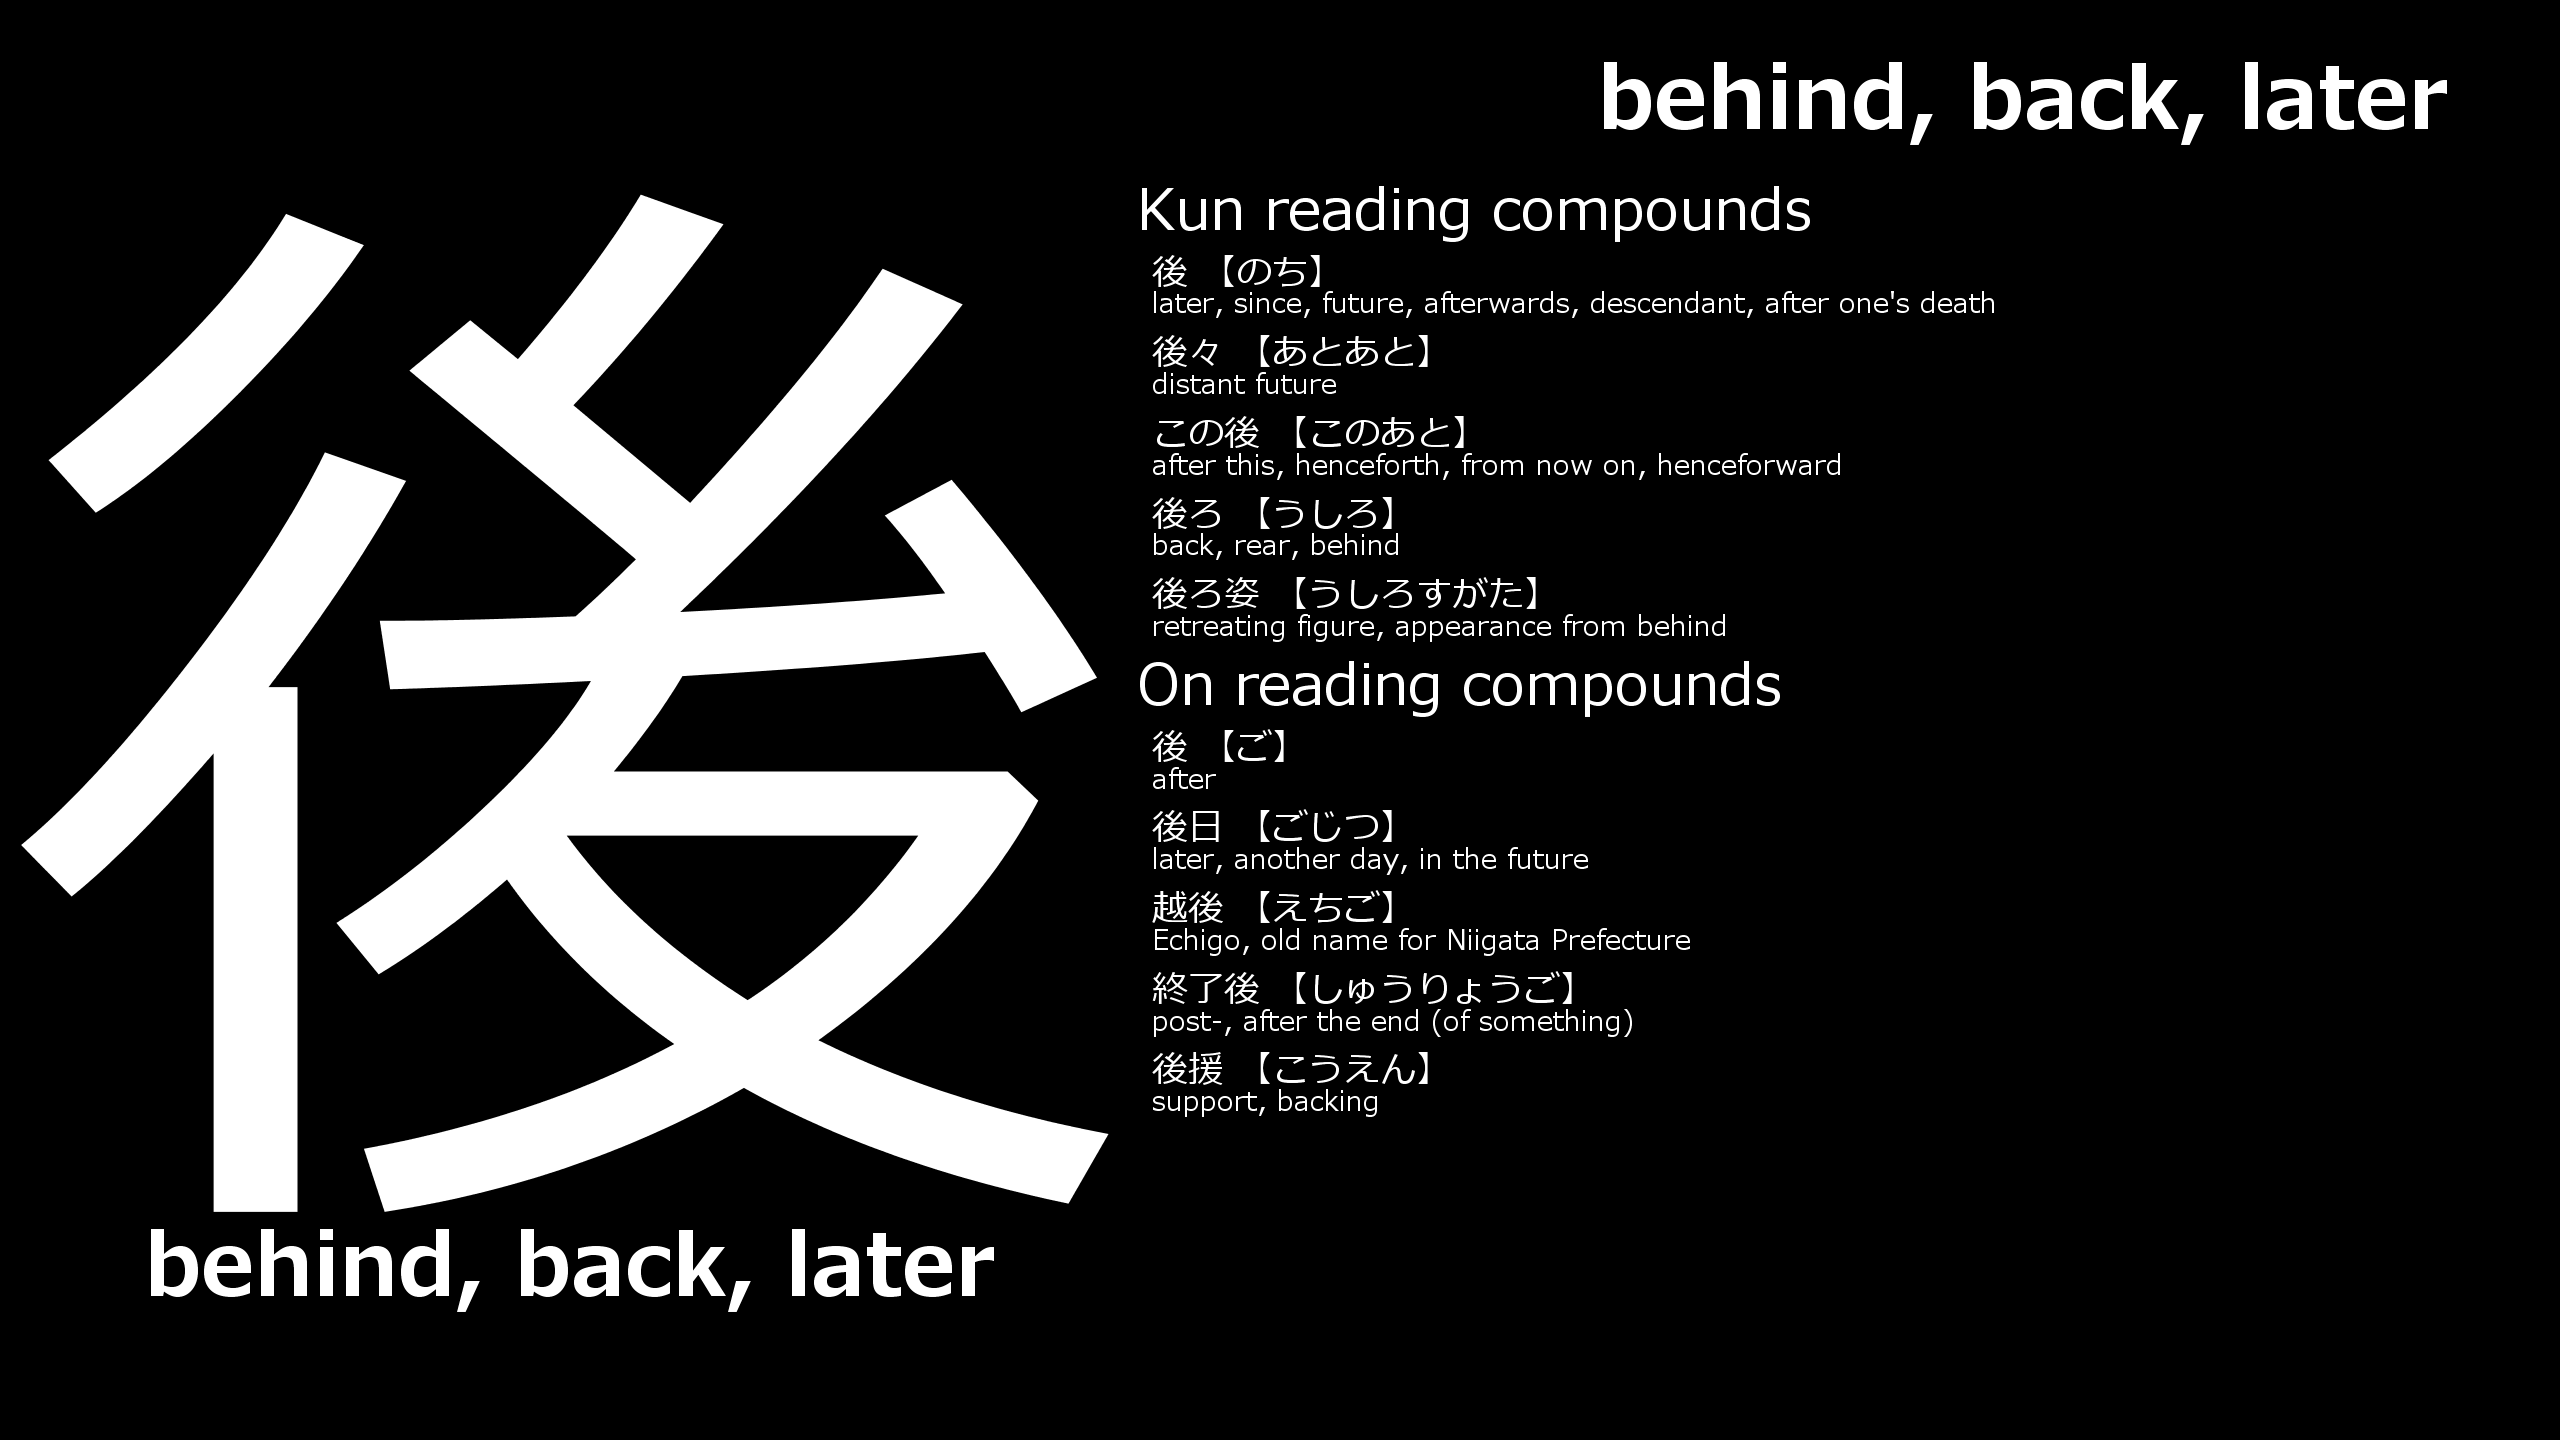 behind, back, later
後
behind, back, later
Kun reading compounds
後 【のち】
later, since, future, afterwards, descendant, after one's death
後々 【あとあと】
distant future
この後 【このあと】
after this, henceforth, from now on, henceforward
後ろ 【うしろ】
back, rear, behind
後ろ姿 【うしろすがた】
retreating figure, appearance from behind
On reading compounds
後 【ご】
after
後日 【ごじつ】
later, another day, in the future
越後 【えちご】
Echigo, old name for Niigata Prefecture
終了後 【しゅうりょうご】
post-, after the end (of something)
後援 【こうえん】
support, backing